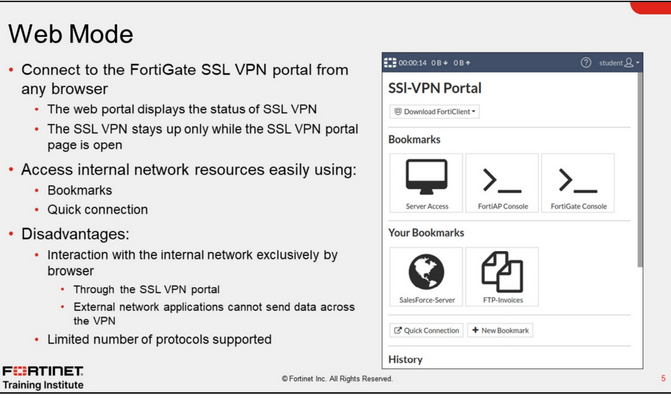 Web Mode
• Connect to the FortiGate SSL VPN portal from
any browser
• The web portal displays the status of SSL VPN
• The SSL VPN stays up only while the SSL VPN portal
page is open
• Access internal network resources easily using:
• Bookmarks
• Quick connection
• Disadvantages:
• Interaction with the internal network exclusively by
browser
• Through the SSL VPN portal
• External network applications cannot send data across
the VPN
• Limited number of protocols supported
00:00:14 0 B 0 B
student
SSl-VPN Portal
Download FortiClient
Bookmarks
Server Access
FortiAP Console
FortiGate Console
Your Bookmarks
SalesForce-Server
FTP-Invoices
Quick Connection
+ New Bookmark
History
FORTINET
Training Institute
© Fortinet Inc. All Rights Reserved.
5